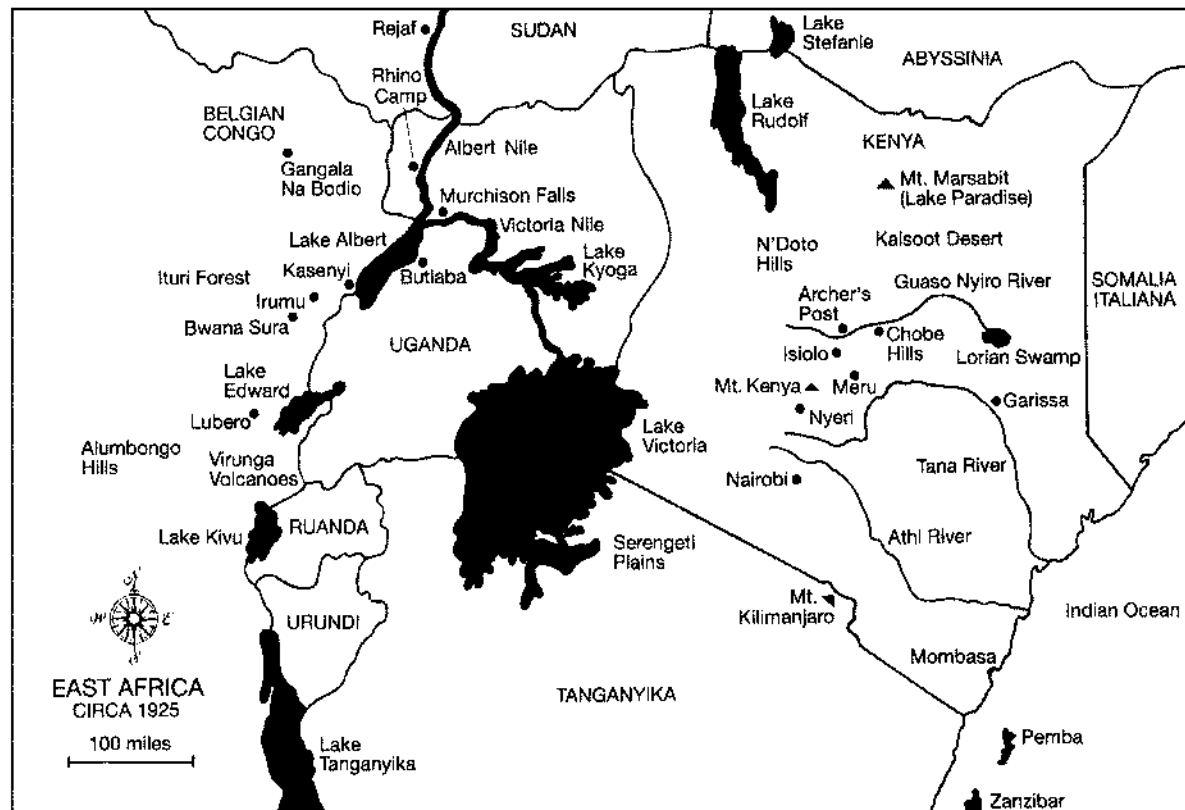 Rejaf
SUDAN
Lake
Stefanie
ABYSSINIA
Rhino
Camp
Lake
Rudolf
BELGIAN
CONGO
KENYA
Albert Nile
Gangala
Na Bodio
Mt. Marsabit
(Lake Paradise)
Murchison Falls
Victoria Nile
Lake Albert
Kaisoot Desert
N'Doto
Hills
Lake
Kyoga
Ituri Forest
Kasenyi
Butiaba
Guaso Nyiro River
SOMALIA
ITALIANA
Irumu
Bwana Sura
Archer's
Post
Chobe
Hills
UGANDA
Isiolo
Lorian Swamp
Lake
Edward
Mt. Kenya
Meru
Lubero
Nyeri
Garissa
Lake
Victoria
Alumbongo
Hills
Virunga
Volcanoes
Tana River
Nairobi
RUANDA
Lake Kivu
Serengeti
Plains
Athi River
N
W
E
S
URUNDI
Mt.
Kilimanjaro
Indian Ocean
Mombasa
EAST AFRICA
CIRCA 1925
TANGANYIKA
100 miles
Lake
Tanganyika
Pemba
Zanzibar